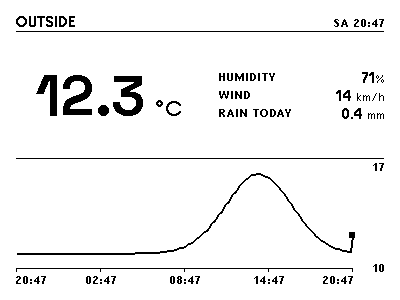 OUTSIDE SA 20:47
12.3 °C
HUMIDITY 71%
WIND 14 km/h
RAIN TODAY 0.4 mm
17
10
20:47 02:47 08:47 14:47 20:47